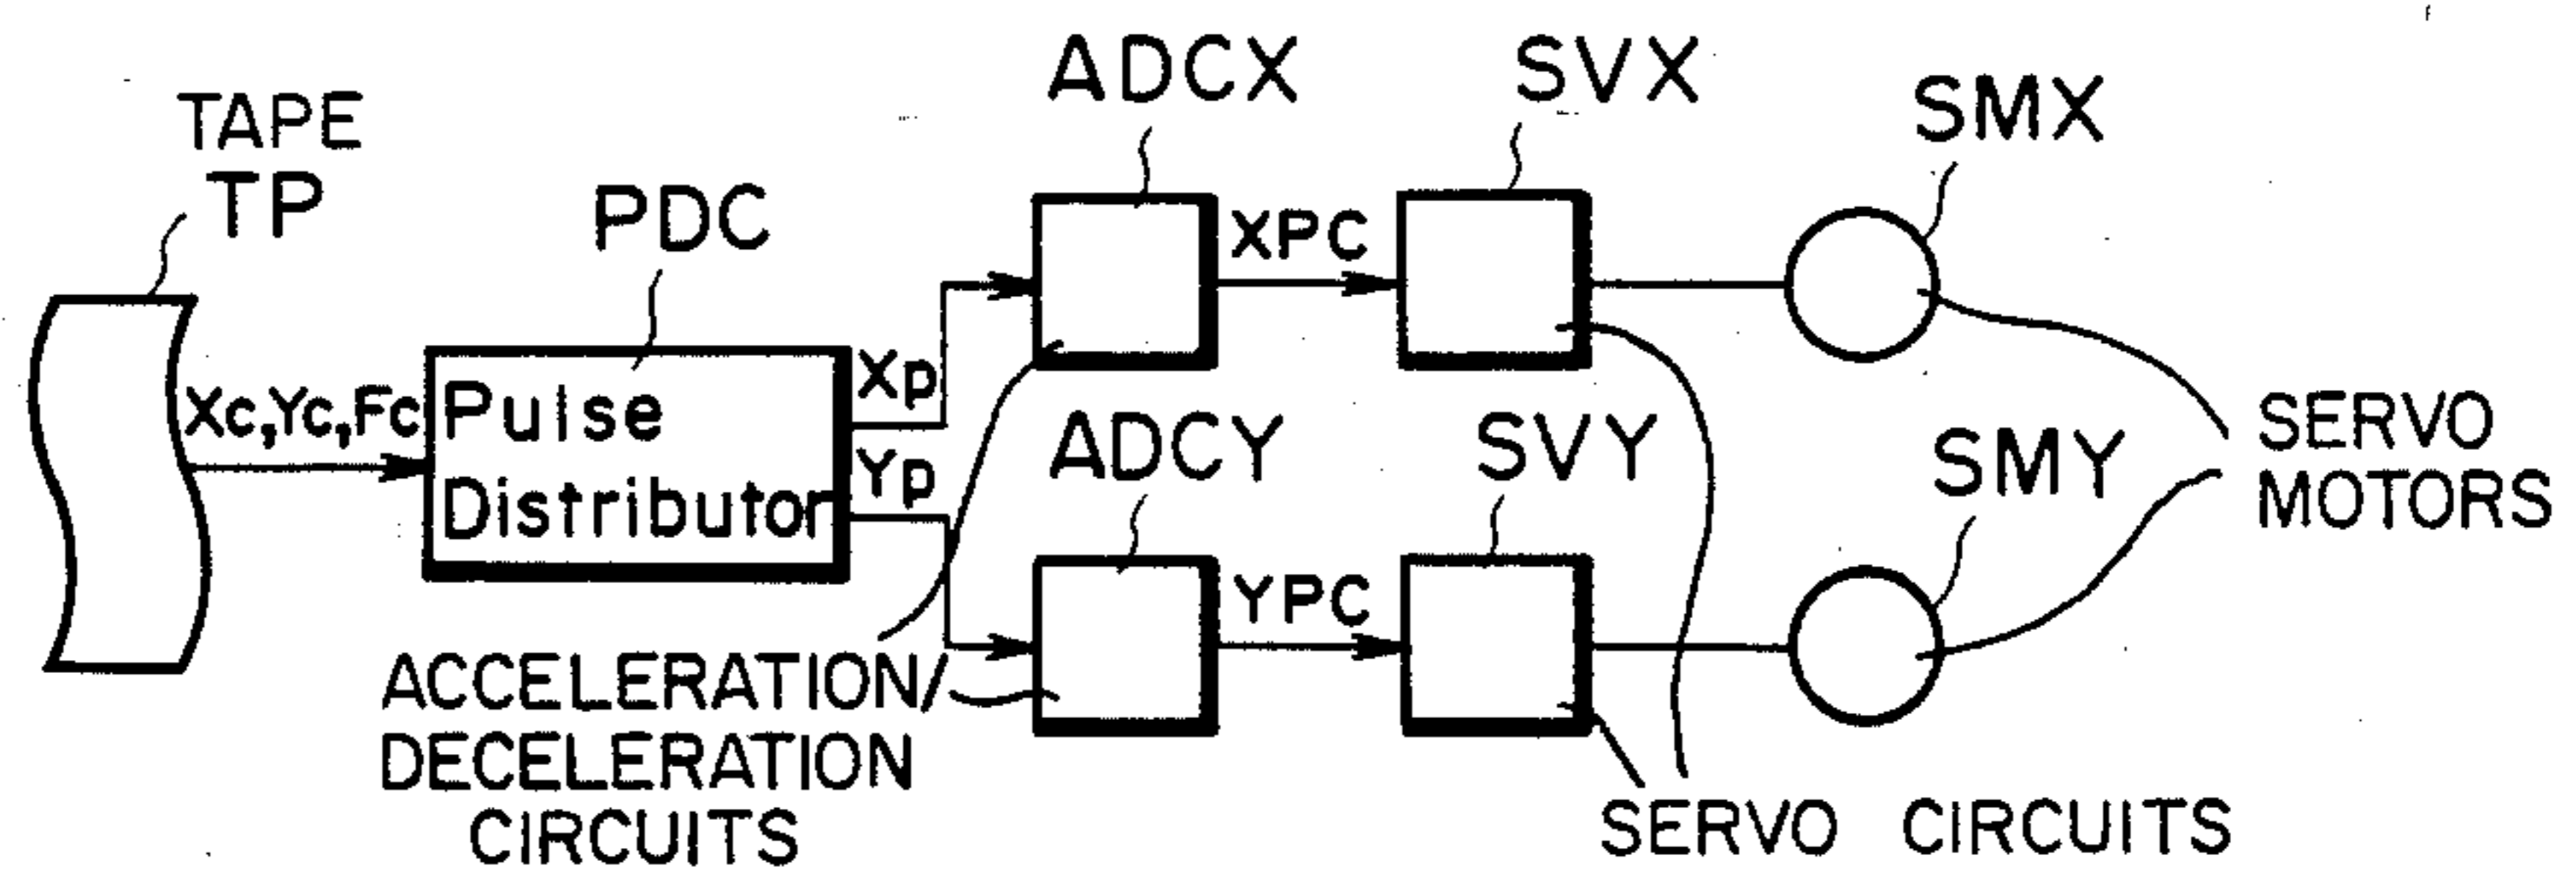 TAPE
TP
PDC
ADCX
SVX
SMX
Xc,Yc,Fc
Pulse
Distributor
Xp
Yp
XPC
ADCY
SVY
SMY
YPC
SERVO
MOTORS
ACCELERATION/
DECELERATION
CIRCUITS
SERVO CIRCUITS